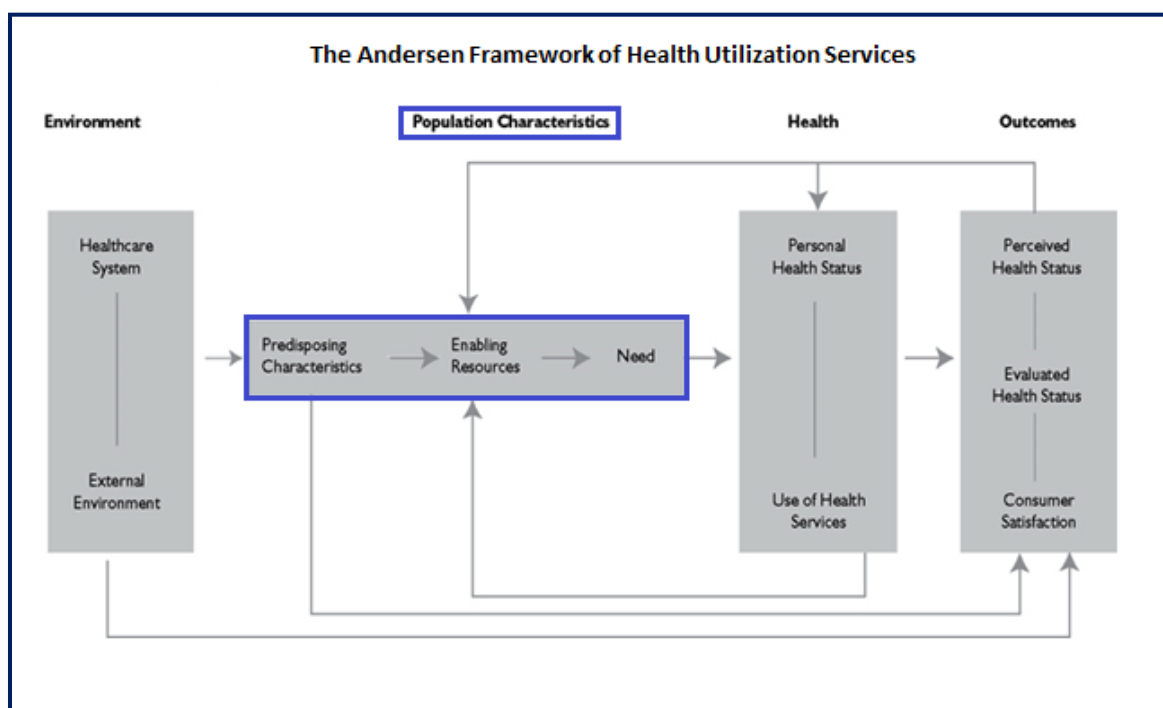 The Andersen Framework of Health Utilization Services
Environment
Population Characteristics
Health
Outcomes
Healthcare
System
External
Environment
Predisposing
Characteristics
Enabling
Resources
Need
Personal
Health Status
Use of Health
Services
Perceived
Health Status
Evaluated
Health Status
Consumer
Satisfaction